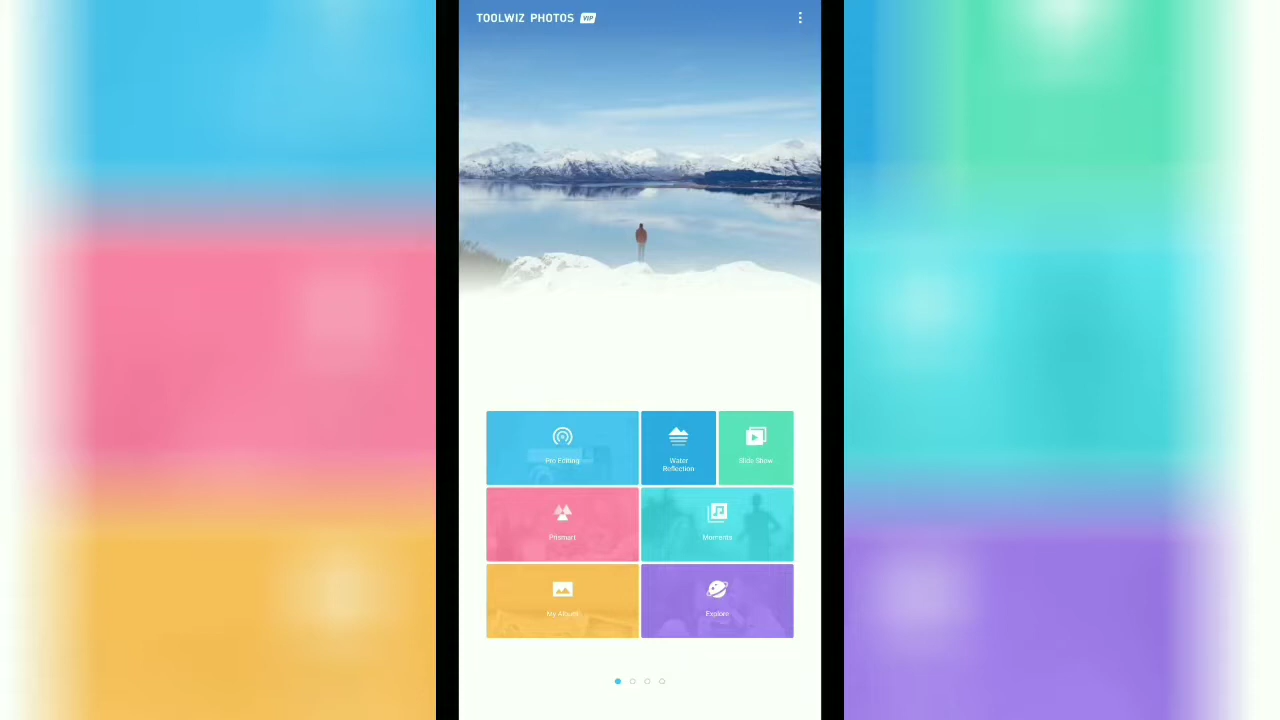 TOOLWIZ PHOTOS VIP
Pro Editing
Water
Reflection
Slide Show
Prismart
Moments
My Album
Explore